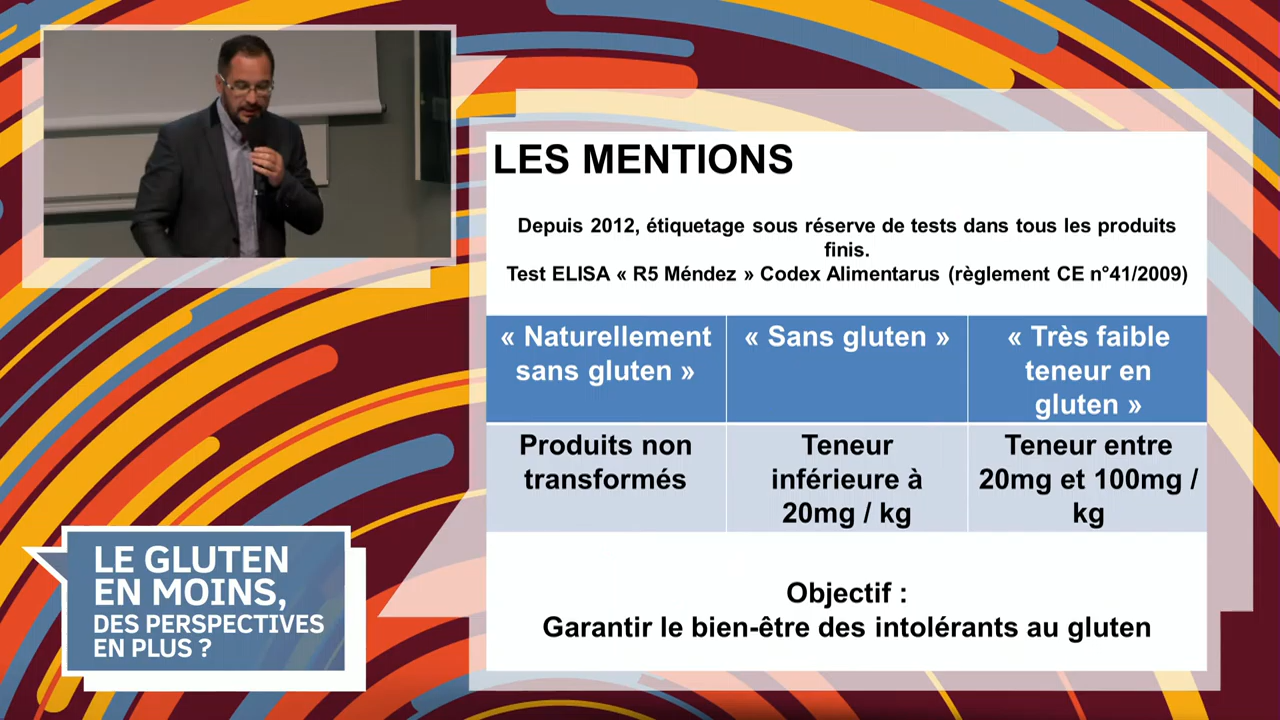 LES MENTIONS
Depuis 2012, étiquetage sous réserve de tests dans tous les produits
finis.
Test ELISA « R5 Méndez » Codex Alimentarus (règlement CE n°41/2009)
« Naturellement
sans gluten »
« Sans gluten »
« Très faible
teneur en
gluten »
Produits non
transformés
Teneur
inférieure à
20mg / kg
Teneur entre
20mg et 100mg /
kg
Objectif :
Garantir le bien-être des intolérants au gluten
LE GLUTEN
EN MOINS,
DES PERSPECTIVES
EN PLUS ?